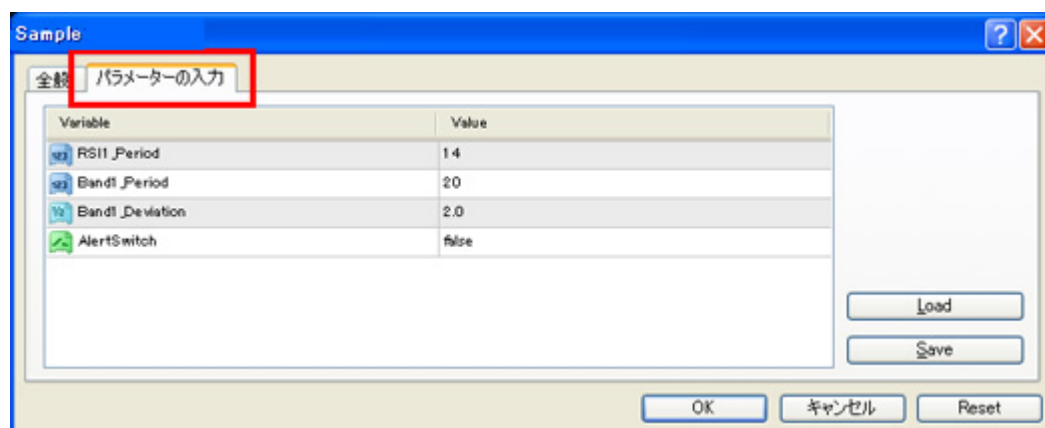 Sample
全般 パラメーターの入力
Variable Value
RSI1_Period 14
Band1_Period 20
Band1_Deviation 2.0
AlertSwitch false
Load
Save
OK キャンセル Reset